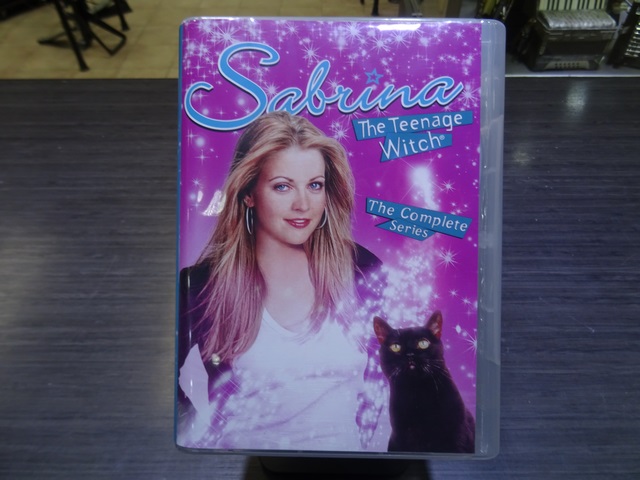 Sabrina
The Teenage
Witch®
The Complete
Series